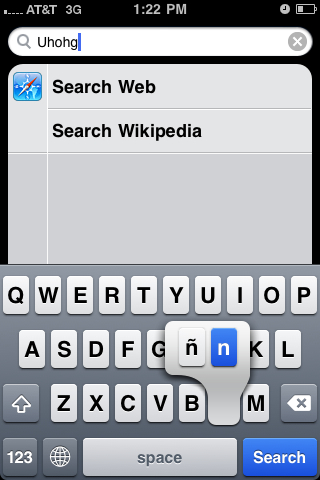 AT&T 3G 1:22 PM
Uhohg
Search Web
Search Wikipedia
Q W E R T Y U I O P
A S D F G ñ n K L
Z X C V B M
123 space Search